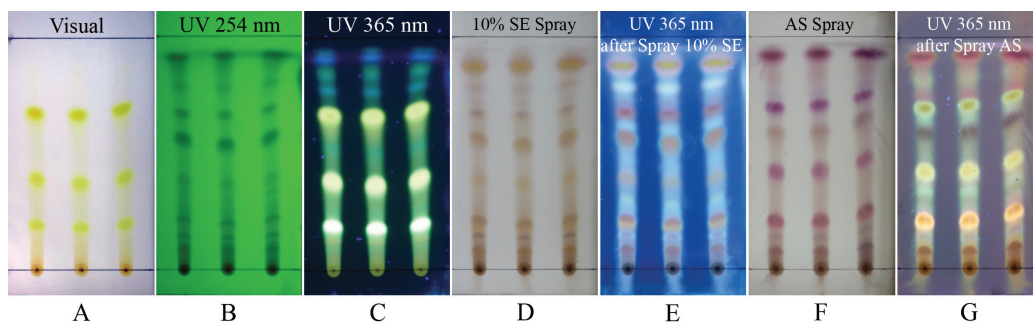 Visual
UV 254 nm
UV 365 nm
10% SE Spray
UV 365 nm
after Spray 10% SE
AS Spray
UV 365 nm
after Spray AS
A
B
C
D
E
F
G